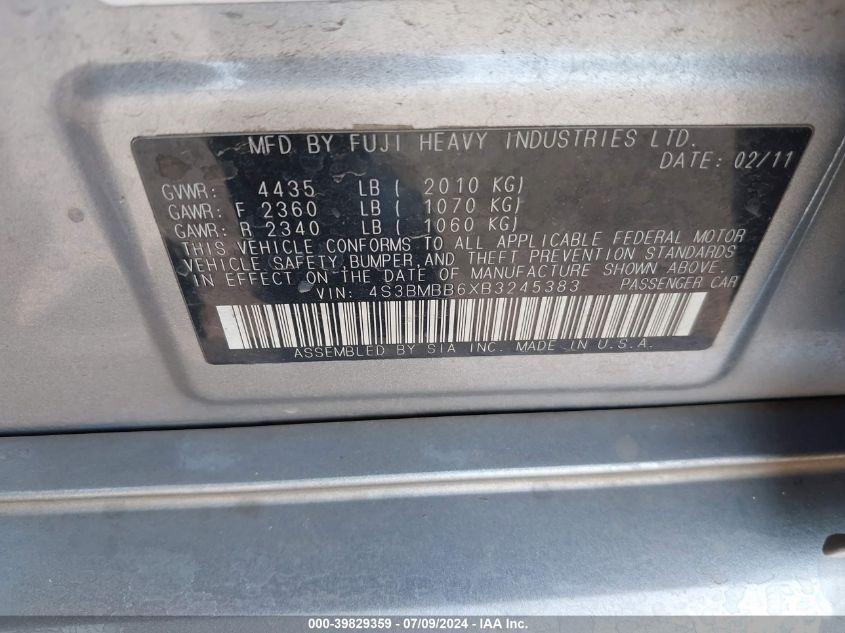 MFD BY FUJI HEAVY INDUSTRIES LTD.
DATE: 02/11
GVWR: 4435 LB ( 2010 KG)
GAWR: F 2360 LB ( 1070 KG)
GAWR: R 2340 LB ( 1060 KG)
THIS VEHICLE CONFORMS TO ALL APPLICABLE FEDERAL MOTOR
VEHICLE SAFETY, BUMPER, AND THEFT PREVENTION STANDARDS
IN EFFECT ON THE DATE OF MANUFACTURE SHOWN ABOVE.
VIN: 4S3BMBB6XB3245383 PASSENGER CAR
ASSEMBLED BY SIA INC. MADE IN U.S.A.
000-39829359 - 07/09/2024 - IAA Inc.